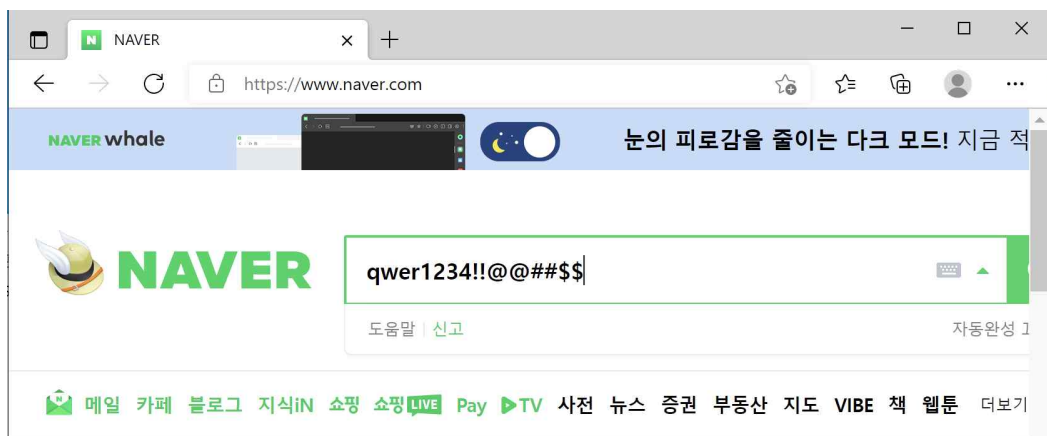 NAVER
https://www.naver.com
NAVER whale 눈의 피로감을 줄이는 다크 모드! 지금 적
NAVER qwer1234!!@@##$$
도움말 신고 자동완성
메일 카페 블로그 지식iN 쇼핑 쇼핑LIVE Pay TV 사전 뉴스 증권 부동산 지도 VIBE 책 웹툰 더보기